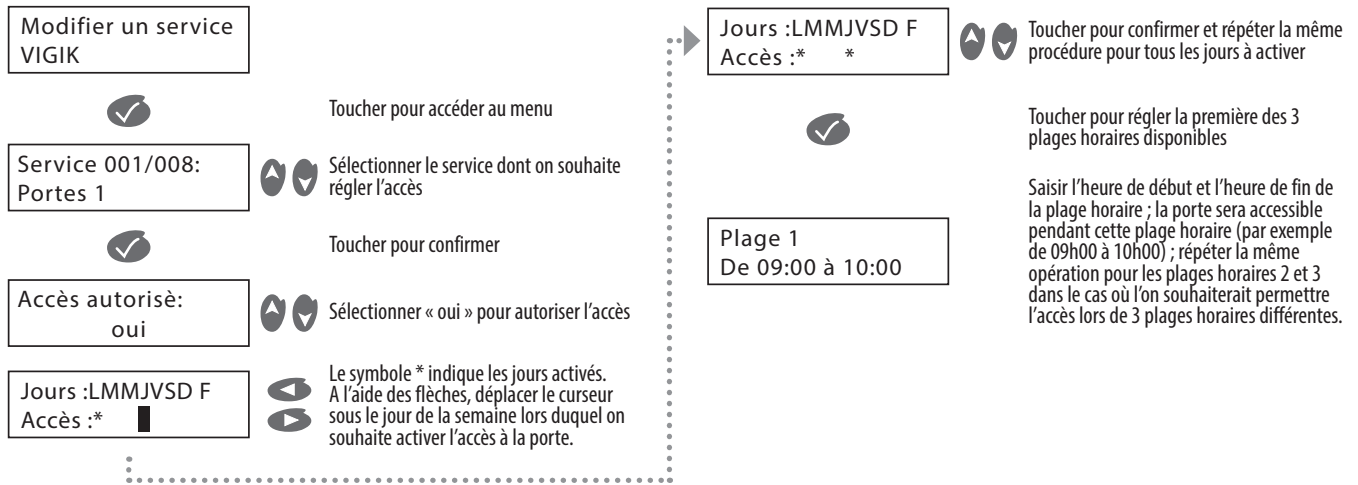 Modifier un service
VIGIK
Toucher pour accéder au menu
Service 001/008:
Portes 1
Sélectionner le service dont on souhaite
régler l'accès
Toucher pour confirmer
Accès autorisè:
oui
Sélectionner « oui » pour autoriser l'accès
Jours :LMMJVSD F
Accès :*
Le symbole * indique les jours activés.
A l'aide des flèches, déplacer le curseur
sous le jour de la semaine lors duquel on
souhaite activer l'accès à la porte.
Jours :LMMJVSD F
Accès :* *
Toucher pour confirmer et répéter la même
procédure pour tous les jours à activer
Toucher pour régler la première des 3
plages horaires disponibles
Plage 1
De 09:00 à 10:00
Saisir l'heure de début et l'heure de fin de
la plage horaire ; la porte sera accessible
pendant cette plage horaire (par exemple
de 09h00 à 10h00) ; répéter la même
opération pour les plages horaires 2 et 3
dans le cas où l'on souhaiterait permettre
l'accès lors de 3 plages horaires différentes.